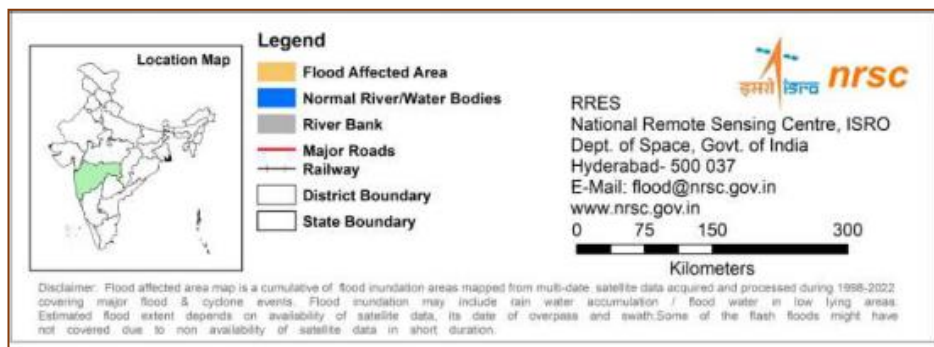 Location Map
Legend
Flood Affected Area
Normal River/Water Bodies
River Bank
Major Roads
Railway
District Boundary
State Boundary
इसरो isro nrsc
RRES
National Remote Sensing Centre, ISRO
Dept. of Space, Govt. of India
Hyderabad- 500 037
E-Mail: flood@nrsc.gov.in
www.nrsc.gov.in
0 75 150 300
Kilometers
Disclaimer: Flood affected area map is a cumulative of flood inundation areas mapped from multi-date satellite data acquired and processed during 1998-2022
covering major flood & cyclone events. Flood inundation may include rain water accumulation / flood water in low lying areas.
Estimated flood extent depends on availability of satellite data, its date of overpass and swath.Some of the flash floods might have
not covered due to non availability of satellite data in short duration.